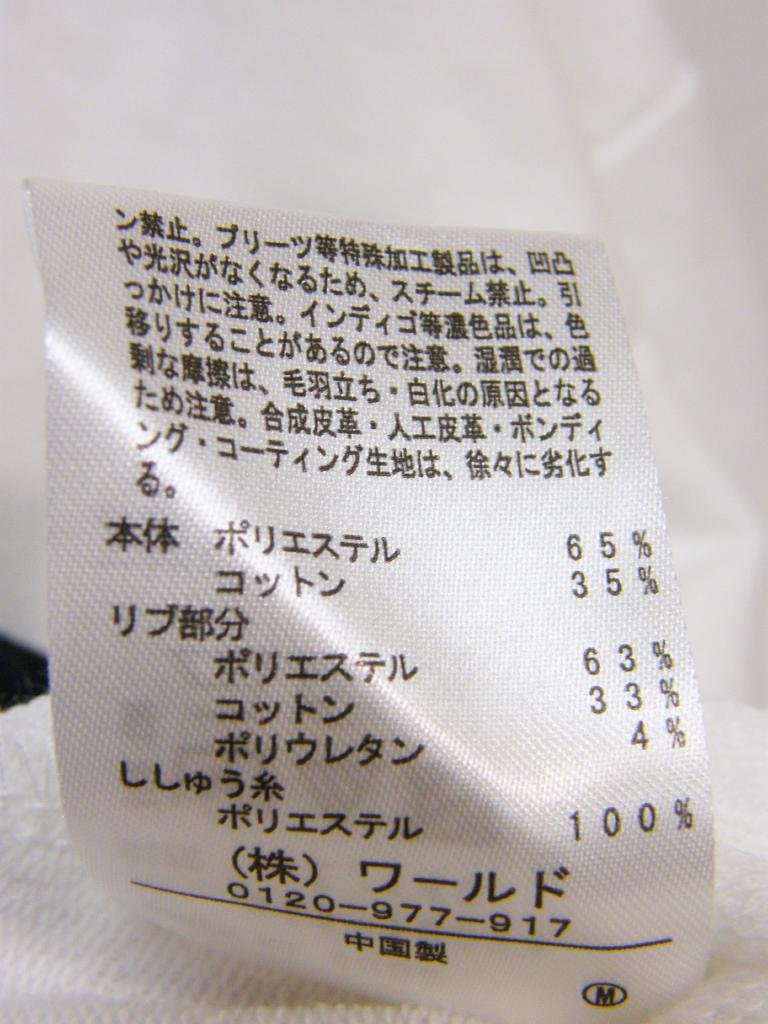 ン禁止。プリーツ等特殊加工製品は、凹凸
や光沢がなくなるため、スチーム禁止。引
っかけに注意。インディゴ等濃色品は、色
移りすることがあるので注意。湿潤での過
剰な摩擦は、毛羽立ち・白化の原因となる
ため注意。合成皮革・人工皮革・ボンディ
ング・コーティング生地は、徐々に劣化す
る。
本体 ポリエステル 65%
コットン 35%
リブ部分
ポリエステル 63%
コットン 33%
ポリウレタン 4%
ししゅう糸
ポリエステル 100%
(株) ワールド
0120-977-917
中国製
M